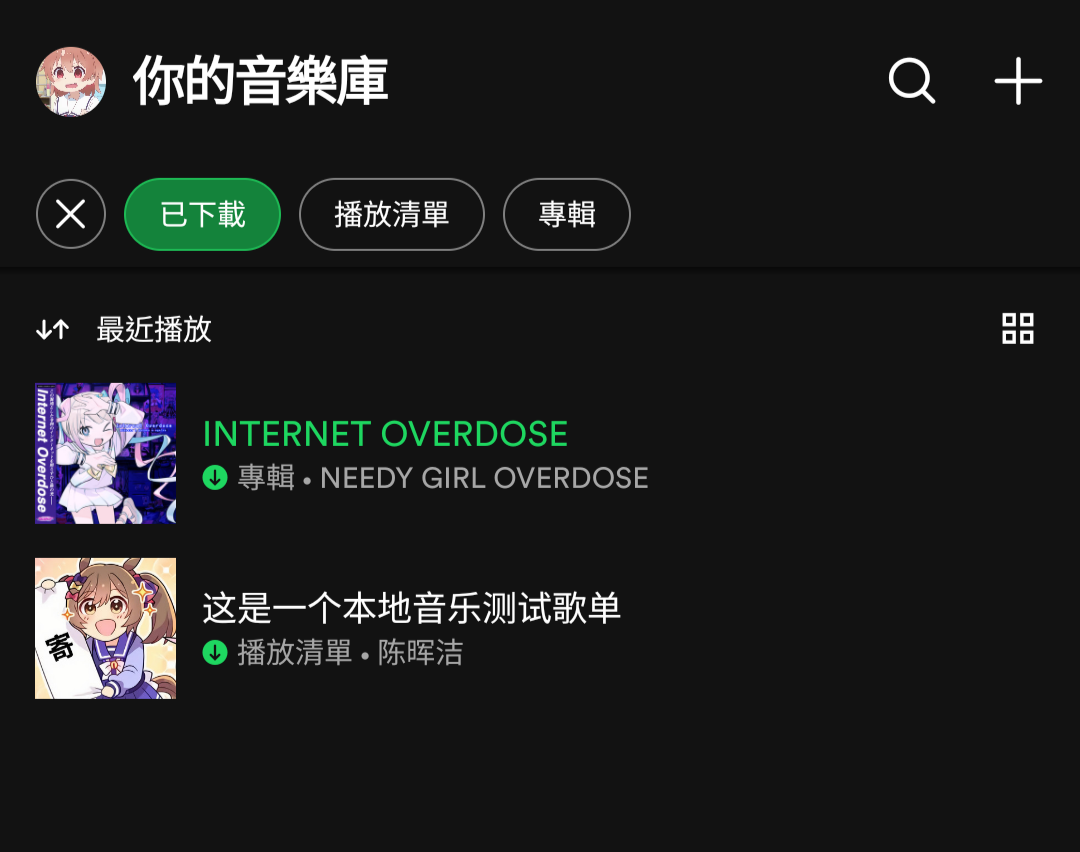 你的音樂庫
已下載
播放清單
專輯
最近播放
Internet Overdose
INTERNET OVERDOSE
專輯 • NEEDY GIRL OVERDOSE
寄
这是一个本地音乐测试歌单
播放清單 • 陈晖洁